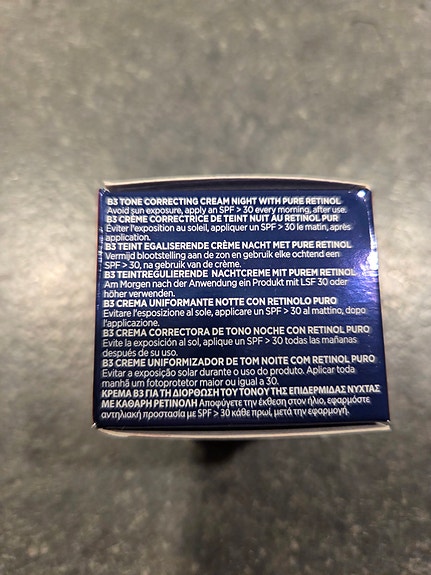 B3 TONE CORRECTING CREAM NIGHT WITH PURE RETINOL
Avoid sun exposure, apply an SPF > 30 every morning, after use.
B3 CRÈME CORRECTRICE DE TEINT NUIT AU RETINOL PUR
Éviter l'exposition au soleil, appliquer un SPF > 30 le matin, après
application.
B3 TEINT EGALISERENDE CRÈME NACHT MET PURE RETINOL
Vermijd blootstelling aan de zon en gebruik elke ochtend een
SPF > 30, na gebruik van de crème.
B3 TEINTREGULIERENDE NACHTCREME MIT PUREM RETINOL
Am Morgen nach der Anwendung ein Produkt mit LSF 30 oder
höher verwenden.
B3 CREMA UNIFORMANTE NOTTE CON RETINOLO PURO
Evitare l'esposizione al sole, applicare un SPF > 30 al mattino, dopo
l'applicazione.
B3 CREMA CORRECTORA DE TONO NOCHE CON RETINOL PURO
Evite la exposición al sol, aplique un SPF > 30 todas las mañanas
después de su uso.
B3 CREME UNIFORMIZADOR DE TOM NOITE COM RETINOL PURO
Evitar a exposição solar durante o uso do produto. Aplicar toda
manhã um fotoprotetor maior ou igual a 30.
ΚΡΕΜΑ Β3 ΓΙΑ ΤΗ ΔΙΟΡΘΩΣΗ ΤΟΥ ΤΟΝΟΥ ΤΗΣ ΕΠΙΔΕΡΜΙΔΑΣ ΝΥΧΤΑΣ
ΜΕ ΚΑΘΑΡΗ ΡΕΤΙΝΟΛΗ Αποφύγετε την έκθεση στον ήλιο, εφαρμόστε
αντηλιακή προστασία με SPF > 30 κάθε πρωί, μετά την εφαρμογή.